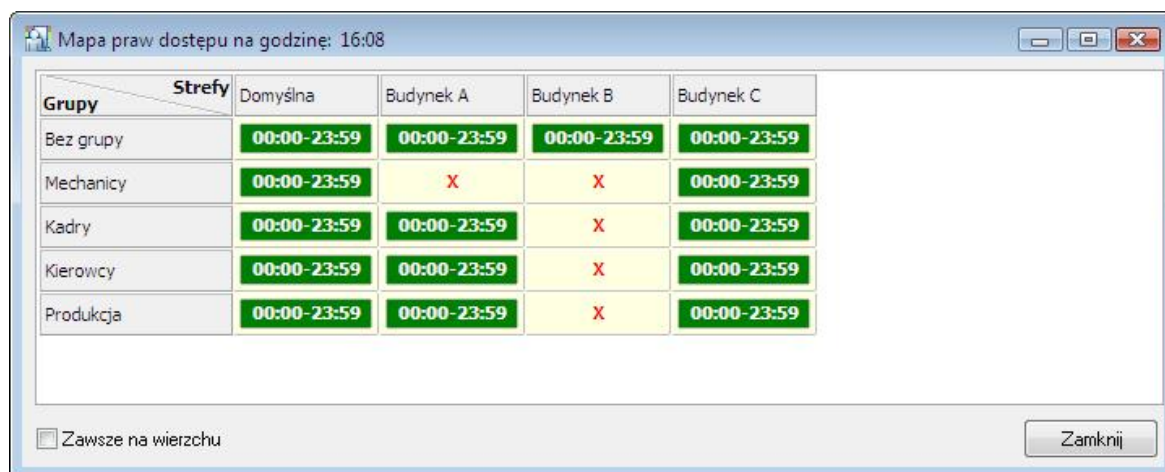 Mapa praw dostępu na godzinę: 16:08
Strefy
Grupy
Domyślna Budynek A Budynek B Budynek C
Bez grupy 00:00-23:59 00:00-23:59 00:00-23:59 00:00-23:59
Mechanicy 00:00-23:59 X X 00:00-23:59
Kadry 00:00-23:59 00:00-23:59 X 00:00-23:59
Kierowcy 00:00-23:59 00:00-23:59 X 00:00-23:59
Produkcja 00:00-23:59 00:00-23:59 X 00:00-23:59
Zawsze na wierzchu Zamknij